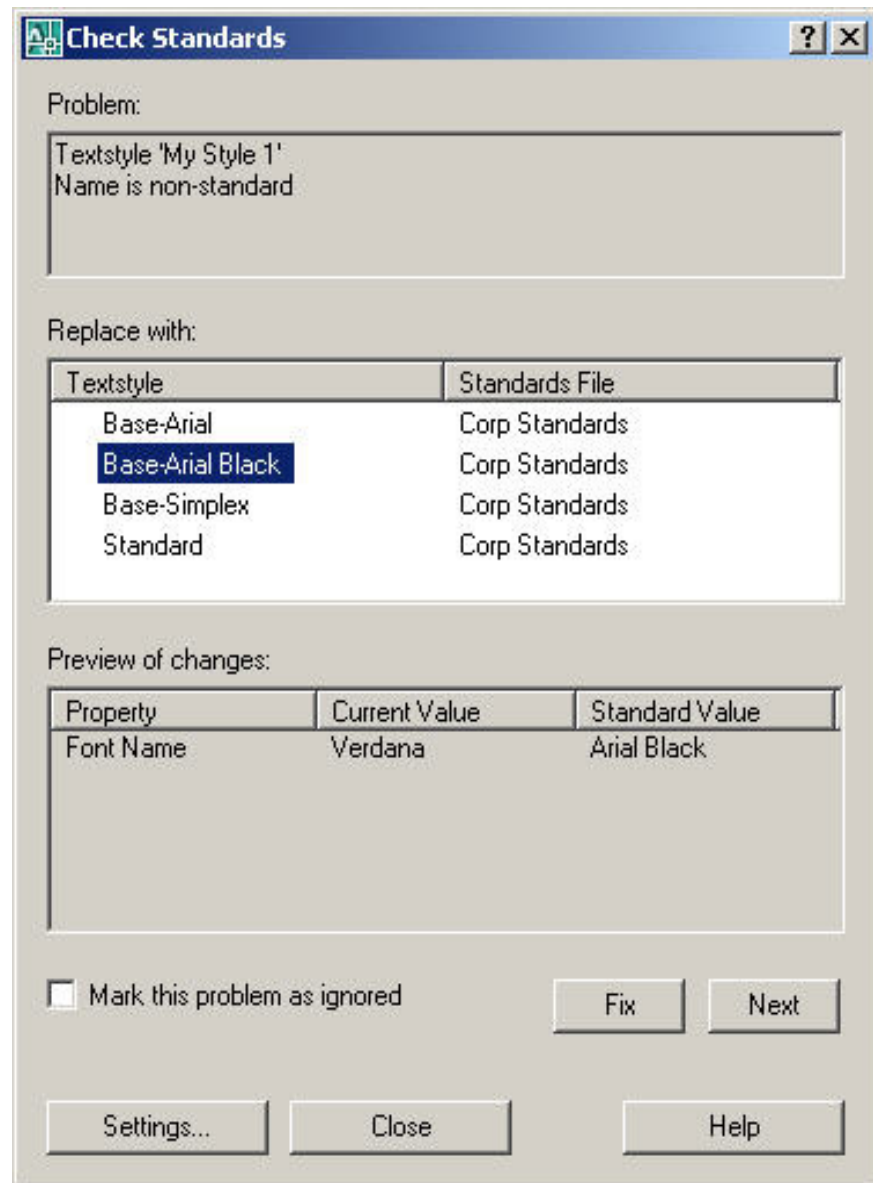 Check Standards
Problem:
Textstyle 'My Style 1'
Name is non-standard
Replace with:
Textstyle Standards File
Base-Arial Corp Standards
Base-Arial Black Corp Standards
Base-Simplex Corp Standards
Standard Corp Standards
Preview of changes:
Property Current Value Standard Value
Font Name Verdana Arial Black
Mark this problem as ignored Fix Next
Settings... Close Help